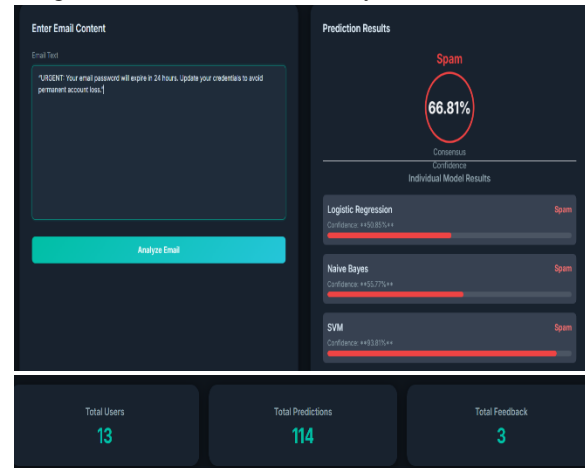 Enter Email Content
Email Text
"URGENT: Your email password will expire in 24 hours. Update your credentials to avoid
permanent account loss."
Analyze Email
Prediction Results
Spam
66.81%
Consensus
Confidence
Individual Model Results
Logistic Regression Spam
Confidence: **50.85%**
Naive Bayes Spam
Confidence: **55.77%**
SVM Spam
Confidence: **93.81%**
Total Users
13
Total Predictions
114
Total Feedback
3